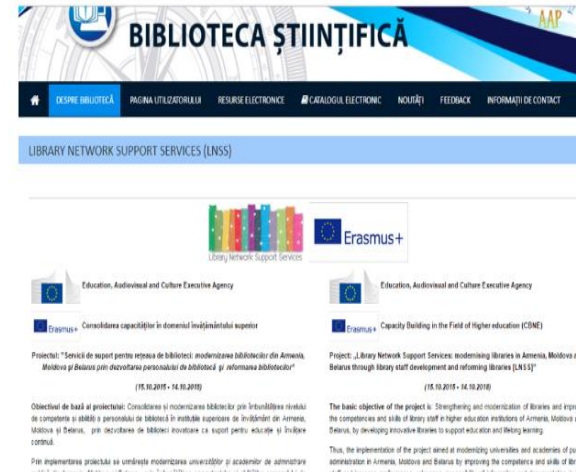 AAP
BIBLIOTECA ȘTIINȚIFICĂ
DESPRE BIBLIOTECĂ PAGINA UTILIZATORULUI RESURSE ELECTRONICE CATALOGUL ELECTRONIC NOUTĂȚI FEEDBACK INFORMAȚII DE CONTACT
LIBRARY NETWORK SUPPORT SERVICES (LNSS)
Library Network Support Services
Erasmus+
Education, Audiovisual and Culture Executive Agency
Erasmus+ Consolidarea capacităților în domeniul învățământului superior
Proiectul: "Servicii de suport pentru rețeaua de biblioteci: modernizarea bibliotecilor din Armenia,
Moldova și Belarus prin dezvoltarea personalului de bibliotecă și reformarea bibliotecilor"
(15.10.2015 - 14.10.2018)
Obiectivul de bază al proiectului: Consolidarea și modernizarea bibliotecilor prin îmbunătățirea nivelului
de competențe și abilități a personalului de bibliotecă în instituțiile superioare de învățământ din Armenia,
Moldova și Belarus, prin dezvoltarea de biblioteci inovatoare ca suport pentru educație și învățare
continuă.
Prin implementarea proiectului se urmărește modernizarea universităților și academiilor de administrare
Education, Audiovisual and Culture Executive Agency
Erasmus+ Capacity Building in the Field of Higher education (CBNE)
Project: „Library Network Support Services: modernising libraries in Armenia, Moldova
Belarus through library staff development and reforming libraries [LNSS]"
(15.10.2015 - 14.10.2018)
The basic objective of the project is: Strengthening and modernization of libraries and
the competencies and skills of library staff in higher education institutions of Armenia, Moldova
Belarus, by developing innovative libraries to support education and lifelong learning.
Thus, the implementation of the project aimed at modernizing universities and academies of
administration in Armenia, Moldova and Belarus by improving the competence and skills of